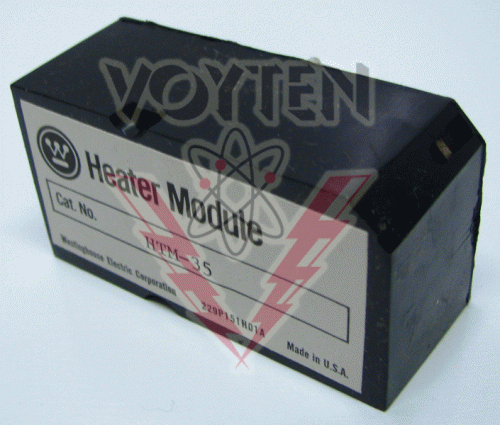 VOYTEN
W
Heater Module
Cat. No.
HTM-35
Westinghouse Electric Corporation
229P151H01A
Made in U.S.A.